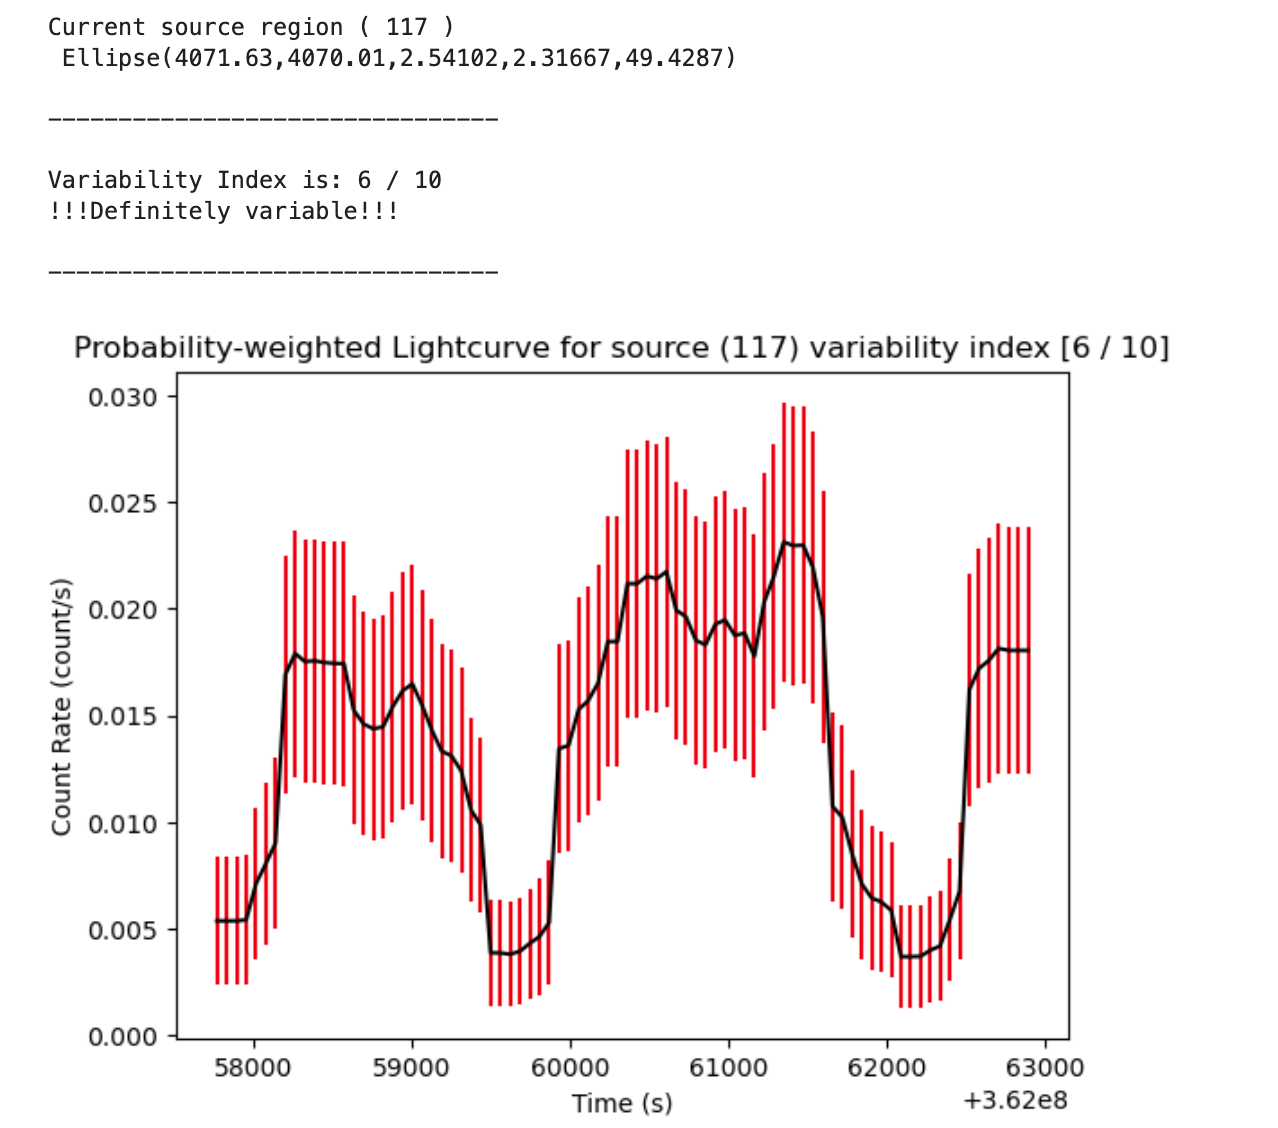 Current source region ( 117 )
Ellipse(4071.63,4070.01,2.54102,2.31667,49.4287)
--------------------------------
Variability Index is: 6 / 10
!!!Definitely variable!!!
--------------------------------
Probability-weighted Lightcurve for source (117) variability index [6 / 10]
0.030
0.025
0.020
0.015
0.010
0.005
0.000
Count Rate (count/s)
58000 59000 60000 61000 62000 63000
Time (s)
+3.62e8